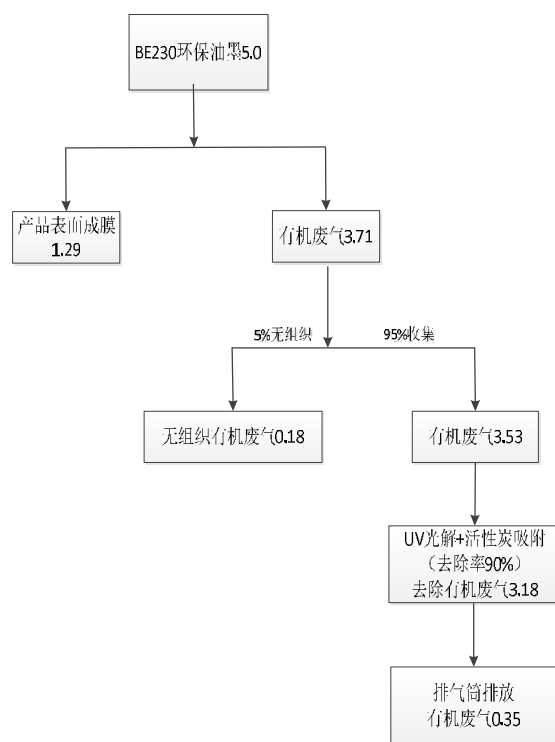 BE230环保油墨5.0
产品表面成膜
1.29
有机废气3.71
5%无组织
95%收集
无组织有机废气0.18
有机废气3.53
UV光解+活性炭吸附
（去除率90%）
去除有机废气3.18
排气筒排放
有机废气0.35